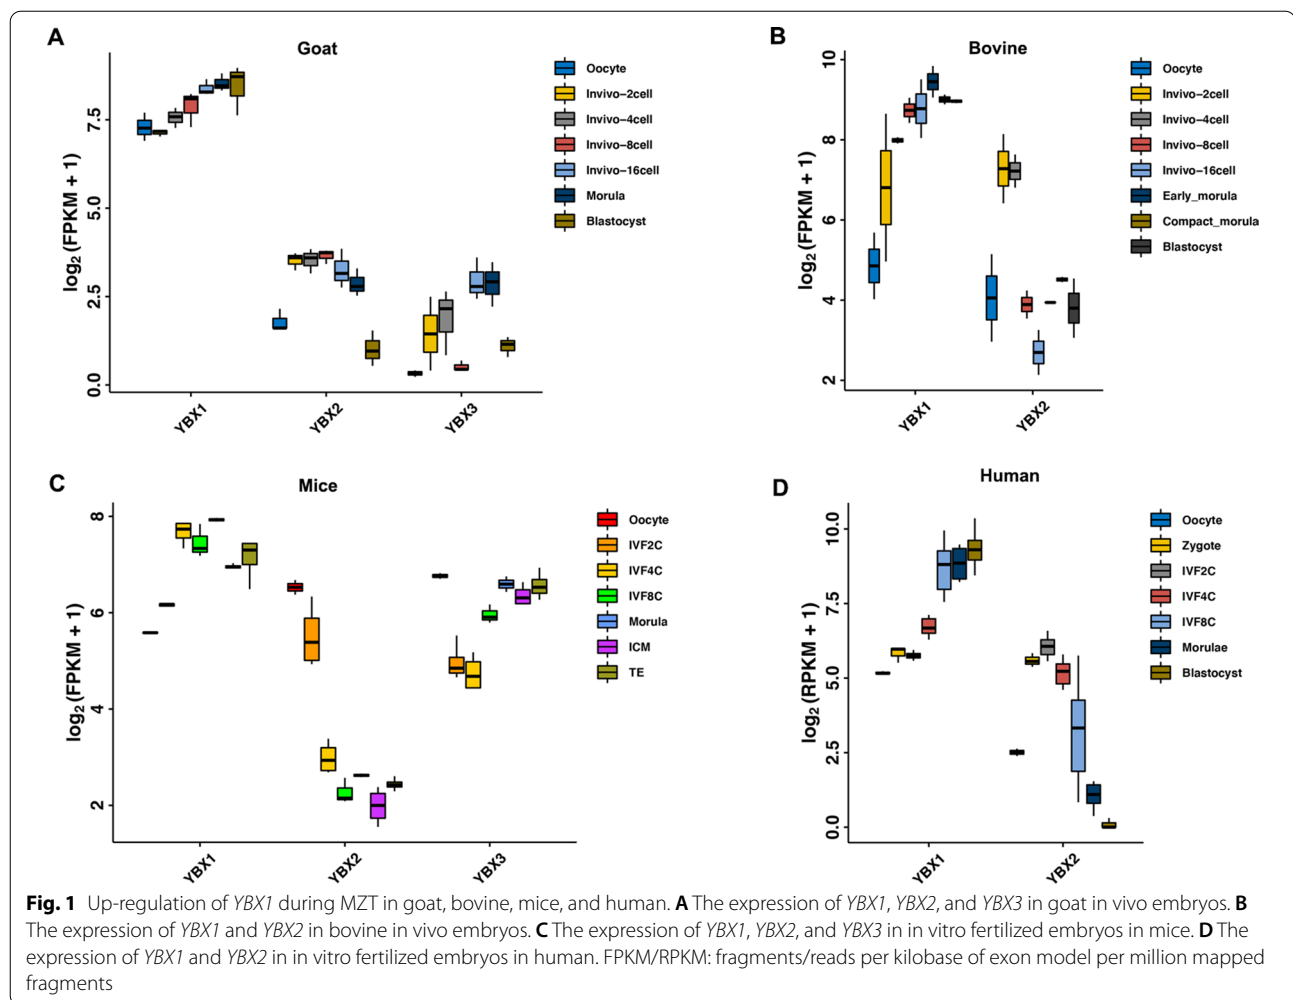 A
Goat
log2 (FPKM + 1)
7.5
5.0
2.5
0.0
YBX1
YBX2
YBX3
Oocyte
Invivo-2cell
Invivo-4cell
Invivo-8cell
Invivo-16cell
Morula
Blastocyst
B
Bovine
log2 (FPKM + 1)
10
8
6
4
2
YBX1
YBX2
Oocyte
Invivo-2cell
Invivo-4cell
Invivo-8cell
Invivo-16cell
Early_morula
Compact_morula
Blastocyst
C
Mice
log2 (FPKM + 1)
8
6
4
2
YBX1
YBX2
YBX3
Oocyte
IVF2C
IVF4C
IVF8C
Morula
ICM
TE
D
Human
log2 (RPKM + 1)
10.0
7.5
5.0
2.5
0.0
YBX1
YBX2
Oocyte
Zygote
IVF2C
IVF4C
IVF8C
Morulae
Blastocyst
Fig. 1 Up-regulation of YBX1 during MZT in goat, bovine, mice, and human. A The expression of YBX1, YBX2, and YBX3 in goat in vivo embryos. B
The expression of YBX1 and YBX2 in bovine in vivo embryos. C The expression of YBX1, YBX2, and YBX3 in in vitro fertilized embryos in mice. D The
expression of YBX1 and YBX2 in in vitro fertilized embryos in human. FPKM/RPKM: fragments/reads per kilobase of exon model per million mapped
fragments